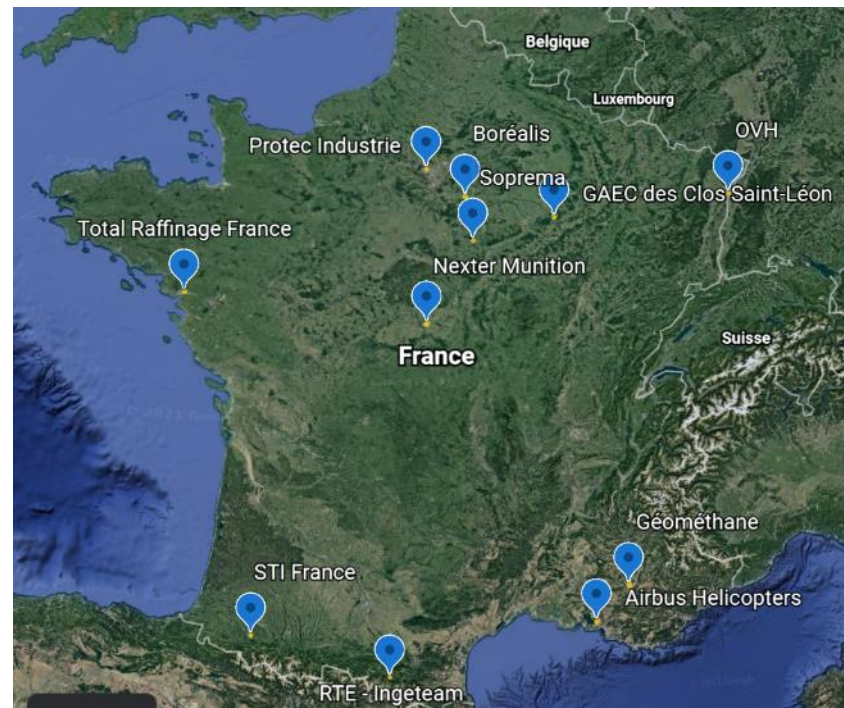 Belgique
Luxembourg
OVH
Boréalis
Protec Industrie
Soprema
GAEC des Clos Saint-Léon
Total Raffinage France
Nexter Munition
France
Suisse
Géométhane
STI France
Airbus Helicopters
RTE - Ingeteam